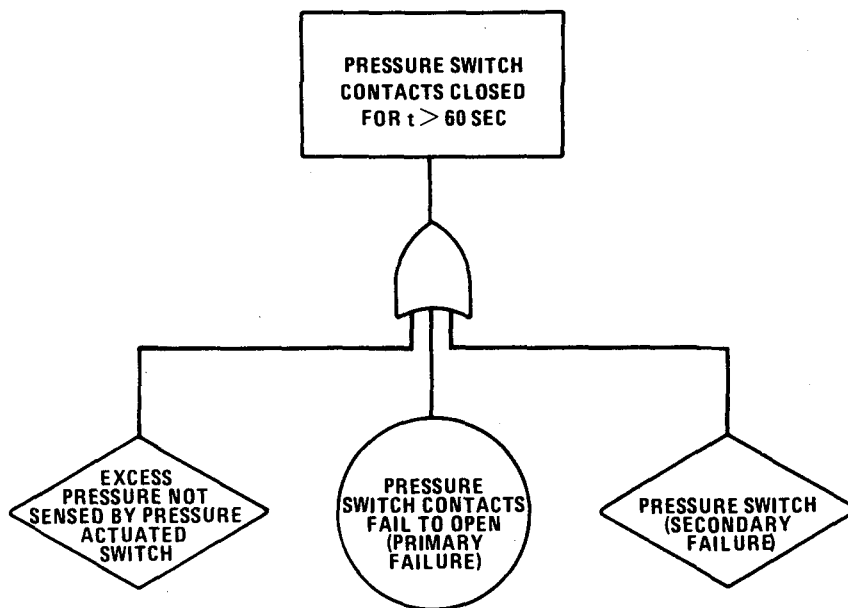 PRESSURE SWITCH
CONTACTS CLOSED
FOR t > 60 SEC
EXCESS
PRESSURE NOT
SENSED BY PRESSURE
ACTUATED
SWITCH
PRESSURE
SWITCH CONTACTS
FAIL TO OPEN
(PRIMARY
FAILURE)
PRESSURE SWITCH
(SECONDARY
FAILURE)